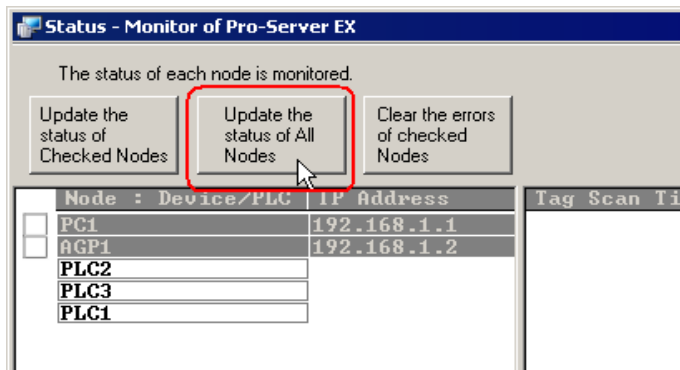 Status - Monitor of Pro-Server EX
The status of each node is monitored.
Update the
status of
Checked Nodes
Update the
status of All
Nodes
Clear the errors
of checked
Nodes
Node : Device/PLC IP Address Tag Scan Ti
PC1 192.168.1.1
AGP1 192.168.1.2
PLC2
PLC3
PLC1